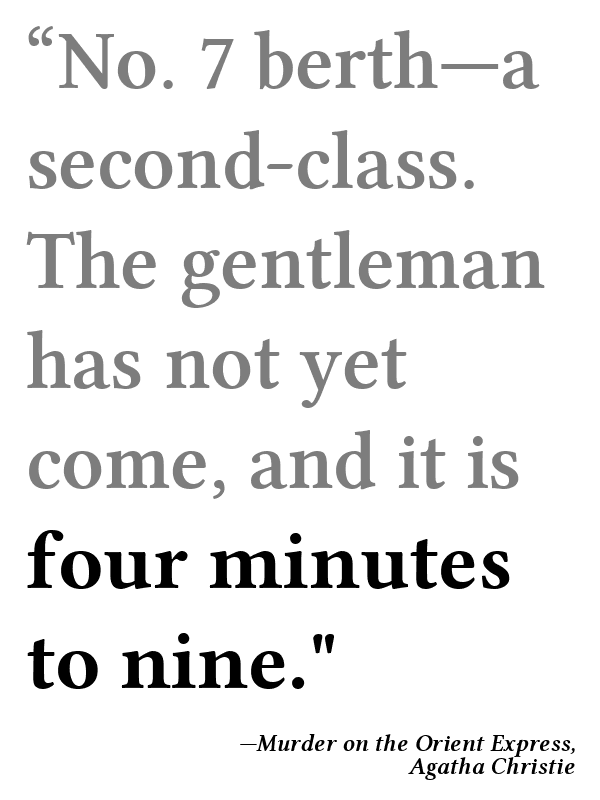 “No. 7 berth—a
second-class.
The gentleman
has not yet
come, and it is
four minutes
to nine."
—Murder on the Orient Express,
Agatha Christie